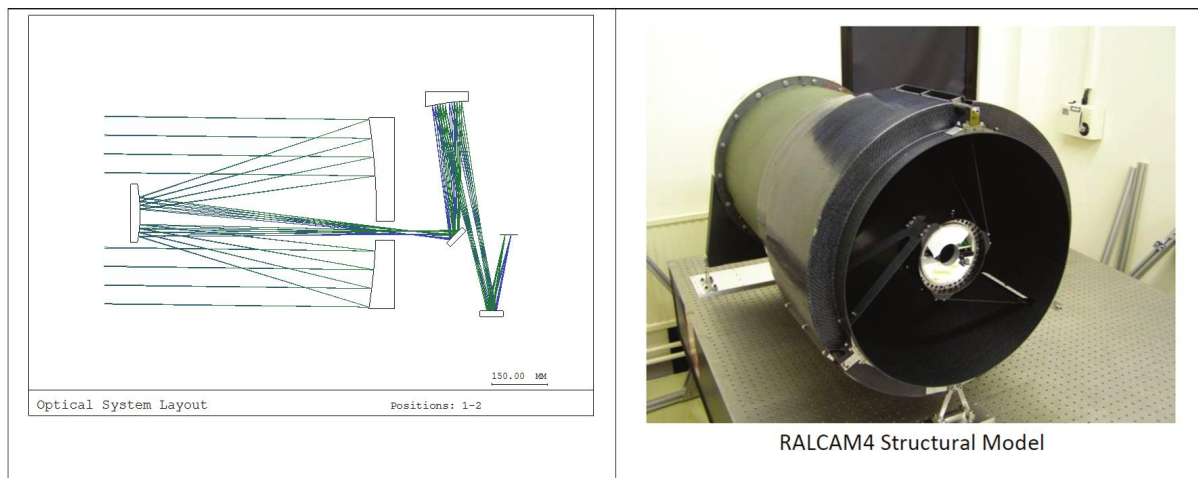 150.00 MM
Optical System Layout Positions: 1-2
RALCAM4 Structural Model